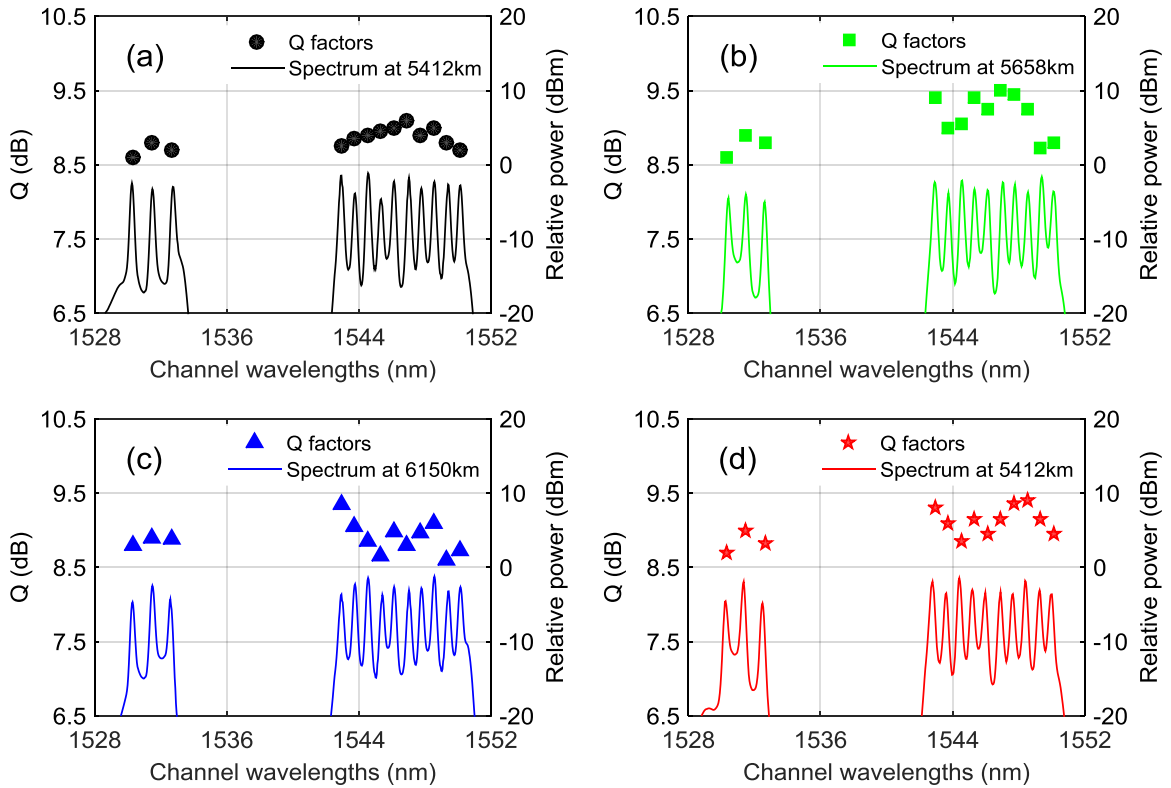 10.5
9.5
8.5
7.5
6.5
Q (dB)
(a)
Q factors
Spectrum at 5412km
20
10
0
-10
-20
Relative power (dBm)
1528
1536
1544
1552
Channel wavelengths (nm)
10.5
9.5
8.5
7.5
6.5
Q (dB)
(b)
Q factors
Spectrum at 5658km
20
10
0
-10
-20
Relative power (dBm)
1528
1536
1544
1552
Channel wavelengths (nm)
10.5
9.5
8.5
7.5
6.5
Q (dB)
(c)
Q factors
Spectrum at 6150km
20
10
0
-10
-20
Relative power (dBm)
1528
1536
1544
1552
Channel wavelengths (nm)
10.5
9.5
8.5
7.5
6.5
Q (dB)
(d)
Q factors
Spectrum at 5412km
20
10
0
-10
-20
Relative power (dBm)
1528
1536
1544
1552
Channel wavelengths (nm)